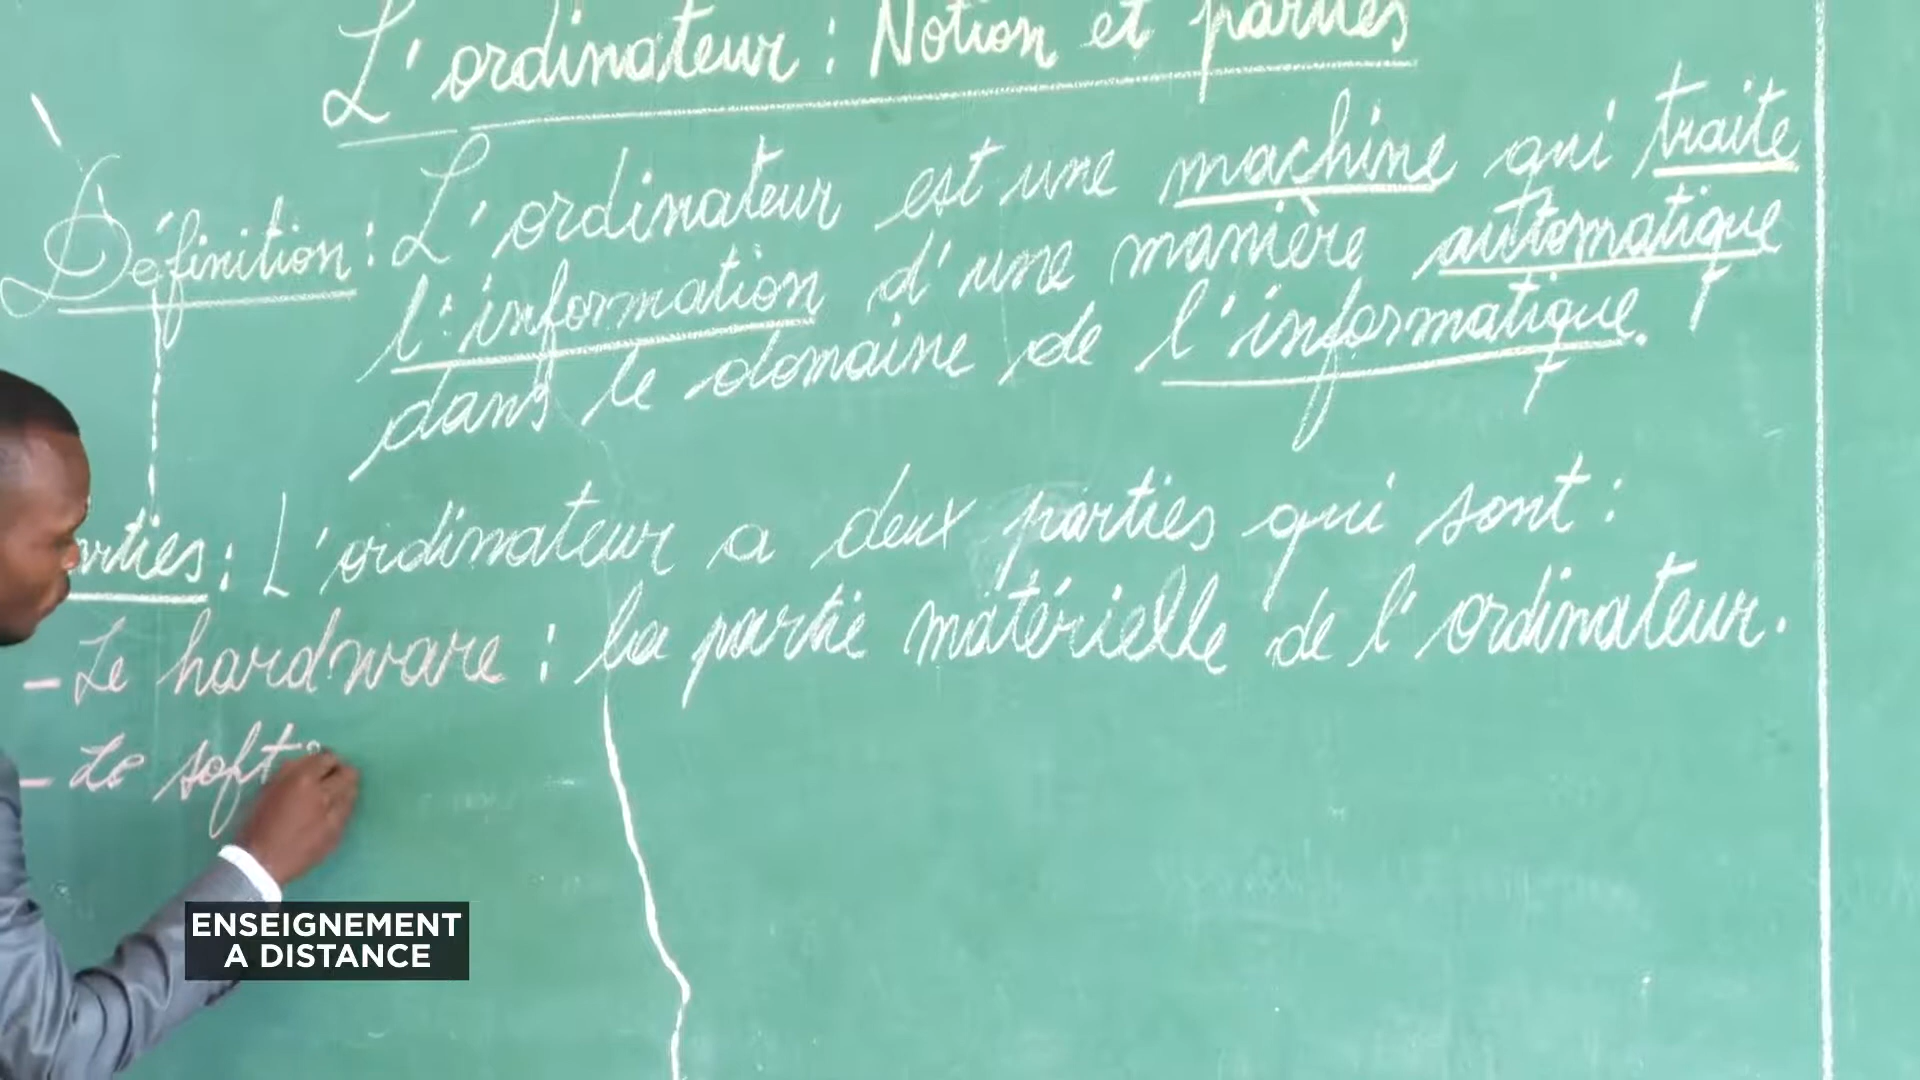 L'ordinateur : Notion et parties
Définition : L'ordinateur est une machine qui traite
l'information d'une manière automatique
dans le domaine de l'informatique.
rties : L'ordinateur a deux parties qui sont :
- Le hardware : la partie matérielle de l'ordinateur.
- Le soft
ENSEIGNEMENT
A DISTANCE